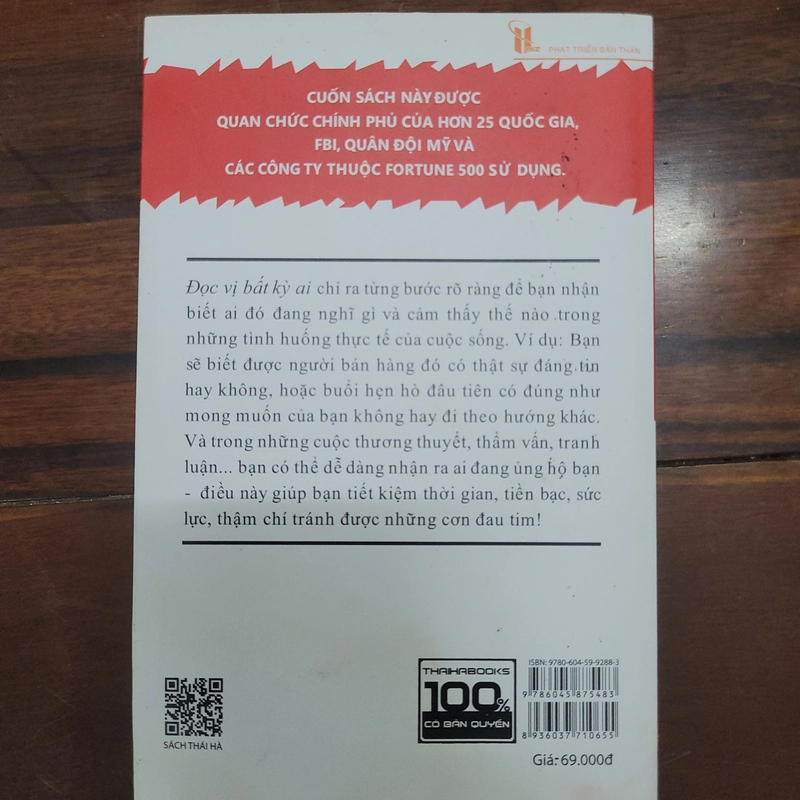 PHÁT TRIỂN BẢN THÂN
CUỐN SÁCH NÀY ĐƯỢC
QUAN CHỨC CHÍNH PHỦ CỦA HƠN 25 QUỐC GIA,
FBI, QUÂN ĐỘI MỸ VÀ
CÁC CÔNG TY THUỘC FORTUNE 500 SỬ DỤNG.
Đọc vị bất kỳ ai chỉ ra từng bước rõ ràng để bạn nhận
biết ai đó đang nghĩ gì và cảm thấy thế nào trong
những tình huống thực tế của cuộc sống. Ví dụ: Bạn
sẽ biết được người bán hàng đó có thật sự đáng tin
hay không, hoặc buổi hẹn hò đầu tiên có đúng như
mong muốn của bạn không hay đi theo hướng khác.
Và trong những cuộc thương thuyết, thẩm vấn, tranh
luận... bạn có thể dễ dàng nhận ra ai đang ủng hộ bạn
- điều này giúp bạn tiết kiệm thời gian, tiền bạc, sức
lực, thậm chí tránh được những cơn đau tim!
SÁCH THÁI HÀ
THAIHABOOKS
100%
CÓ BẢN QUYỀN
ISBN: 9780-604-59-9288-3
9 786045 875483
8 936037 710655
Giá: 69.000đ